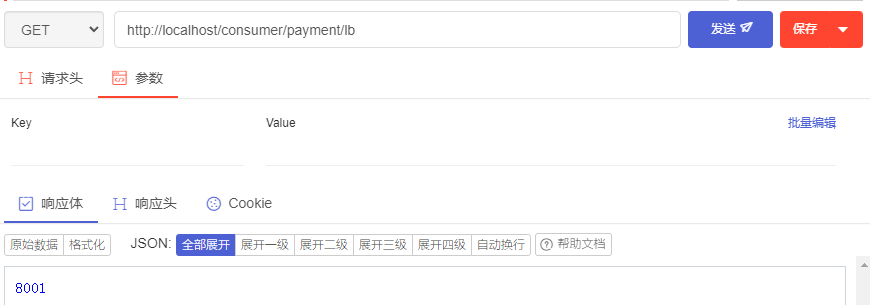 GET http://localhost/consumer/payment/lb 发送 保存
请求头 参数
Key Value 批量编辑
响应体 响应头 Cookie
原始数据 格式化 JSON: 全部展开 展开一级 展开二级 展开三级 展开四级 自动换行 帮助文档
8001